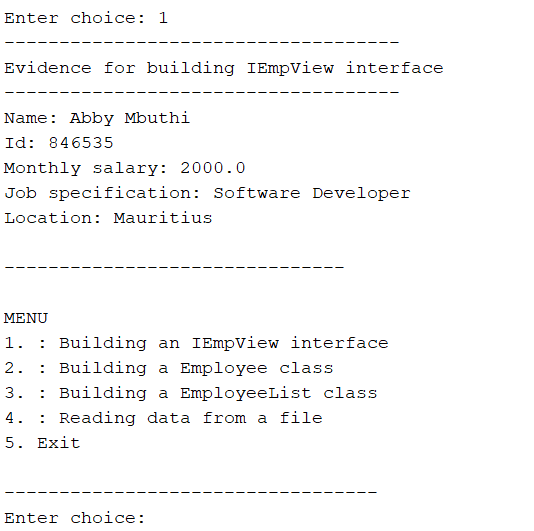 Enter choice: 1
------------------------------------
Evidence for building IEmpView interface
------------------------------------
Name: Abby Mbuthi
Id: 846535
Monthly salary: 2000.0
Job specification: Software Developer
Location: Mauritius
-------------------------------
MENU
1. : Building an IEmpView interface
2. : Building a Employee class
3. : Building a EmployeeList class
4. : Reading data from a file
5. Exit
----------------------------------
Enter choice: